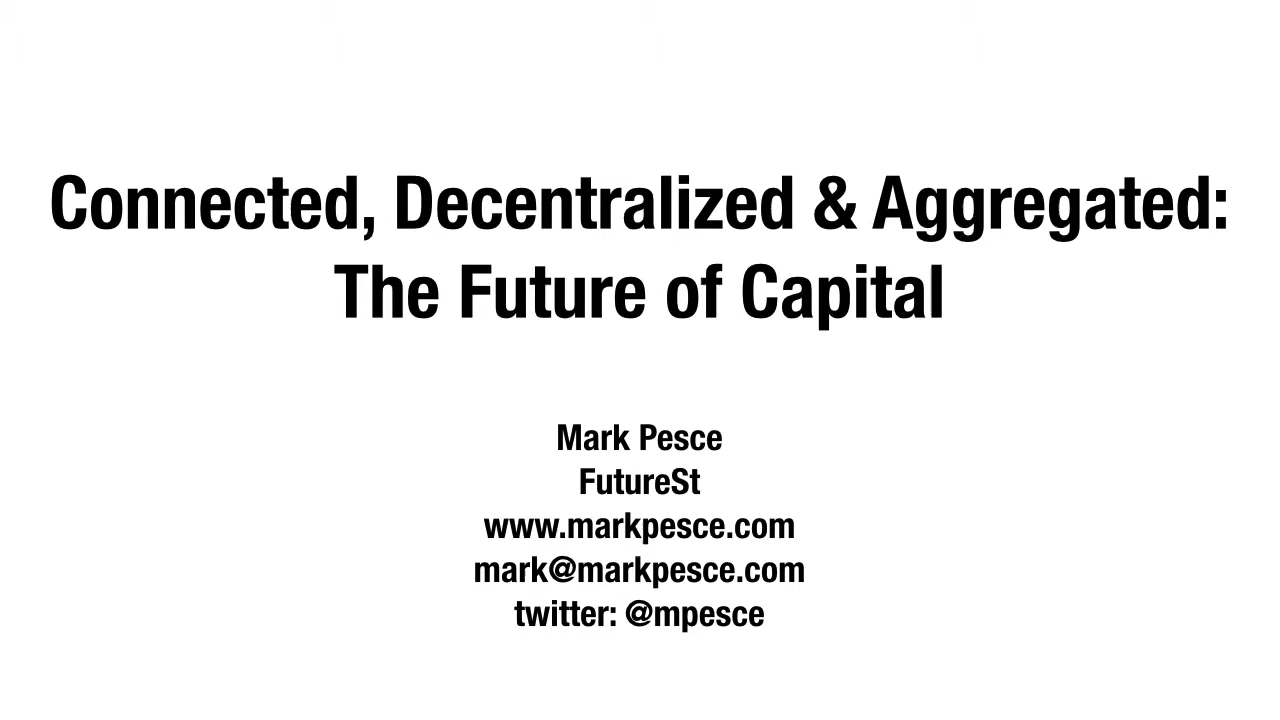 Connected, Decentralized & Aggregated:
The Future of Capital
Mark Pesce
FutureSt
www.markpesce.com
mark@markpesce.com
twitter: @mpesce